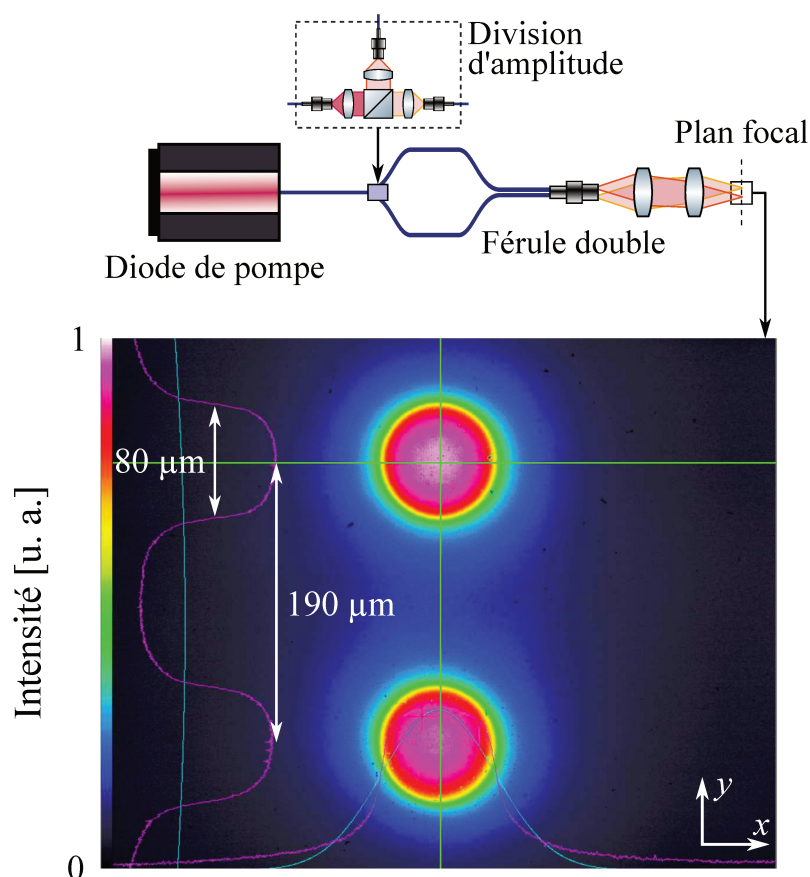 Division
d'amplitude
Plan focal
Diode de pompe
Férule double
1
80 µm
190 µm
Intensité [u. a.]
y
x
0